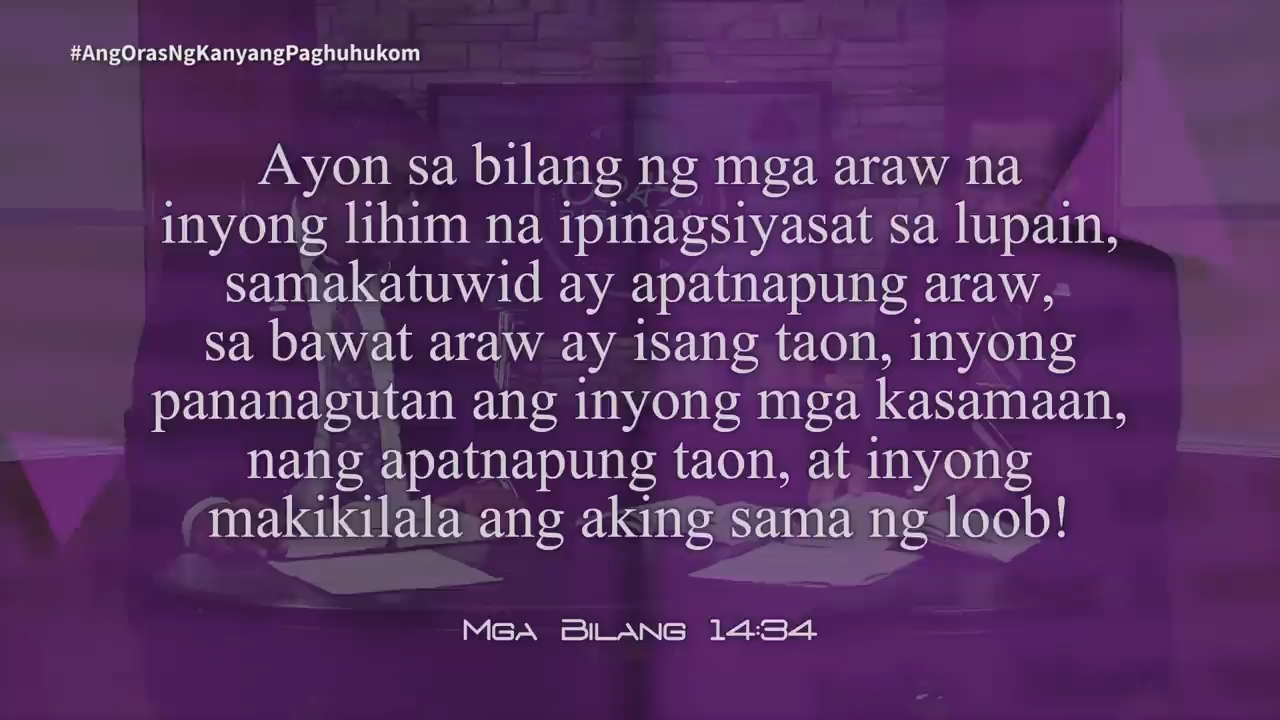 #AngOrasNgKanyangPaghuhukom
Ayon sa bilang ng mga araw na
inyong lihim na ipinagsiyasat sa lupain,
samakatuwid ay apatnapung araw,
sa bawat araw ay isang taon, inyong
pananagutan ang inyong mga kasamaan,
nang apatnapung taon, at inyong
makikilala ang aking sama ng loob!
Mga Bilang 14:34